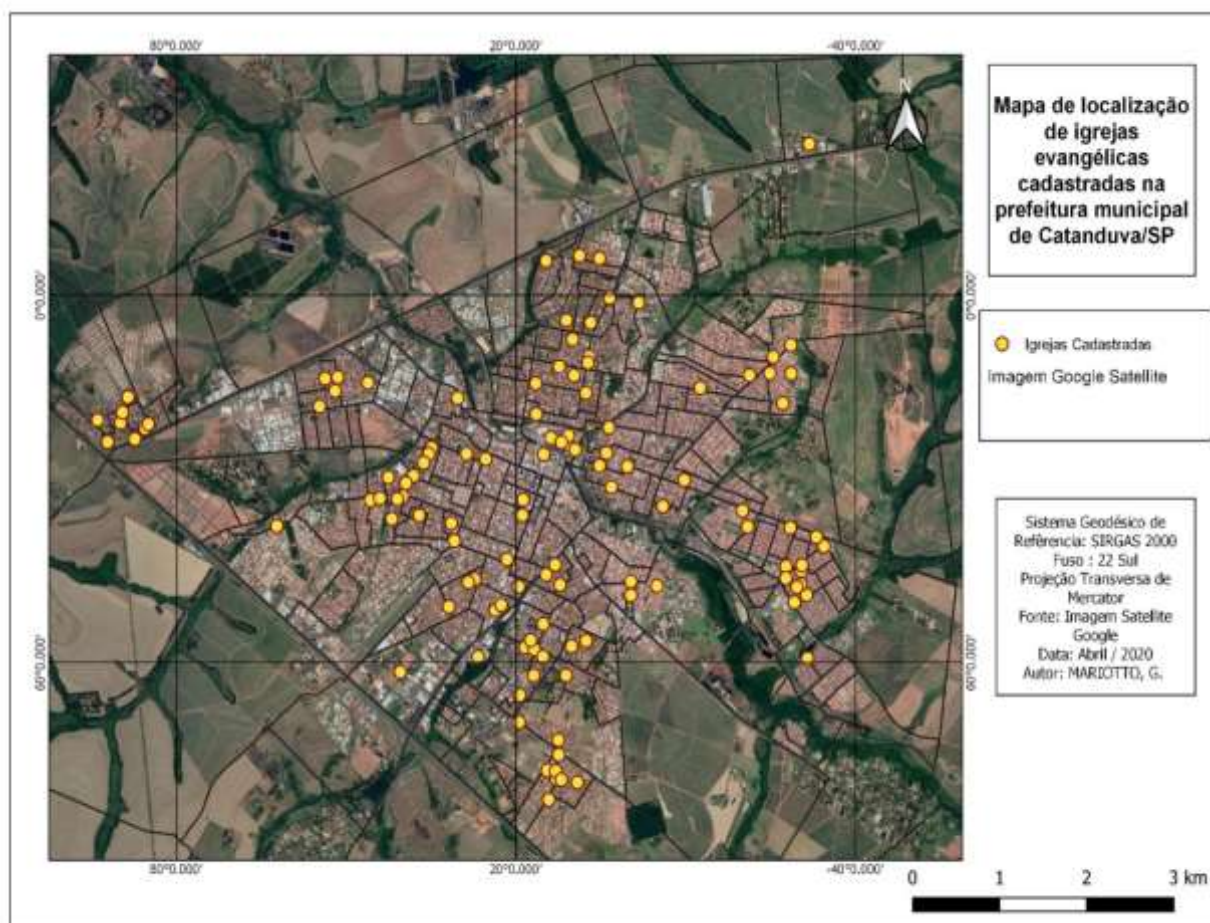 80°0.000'
20°0.000'
-40°0.000'
0°0.000'
0°0.000'
60°0.000'
60°0.000'
80°0.000'
20°0.000'
-40°0.000'
N
Mapa de localização
de igrejas
evangélicas
cadastradas na
prefeitura municipal
de Catanduva/SP
Igrejas Cadastradas
Imagem Google Satellite
Sistema Geodésico de
Refêrencia: SIRGAS 2000
Fuso : 22 Sul
Projeção Transversa de
Mercator
Fonte: Imagem Satellite
Google
Data: Abril / 2020
Autor: MARIOTTO, G.
0 1 2 3 km